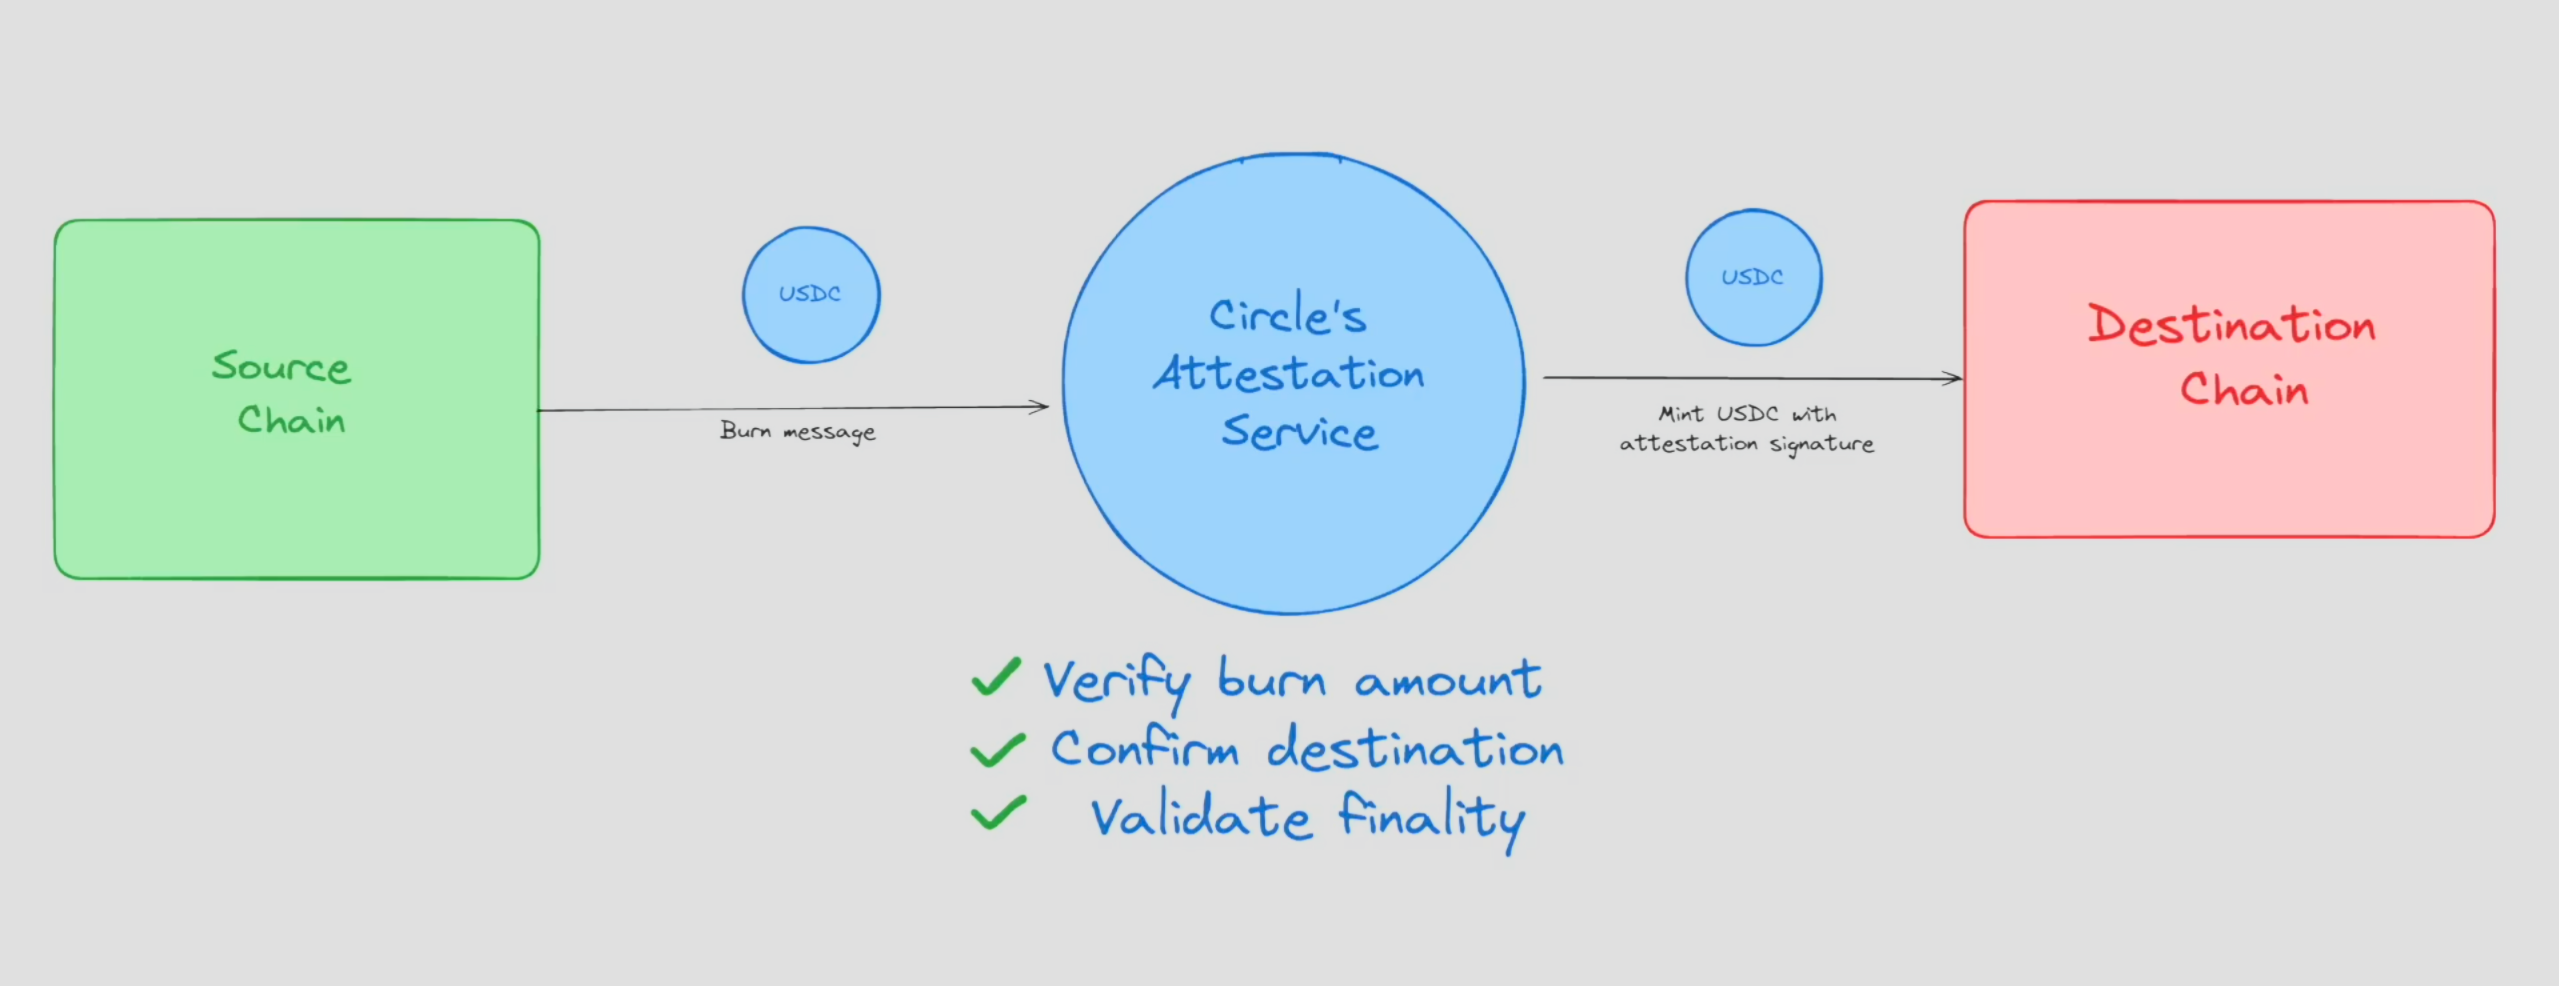 Source
Chain
USDC
Burn message
Circle's
Attestation
Service
USDC
Mint USDC with
attestation signature
Destination
Chain
Verify burn amount
Confirm destination
Validate finality